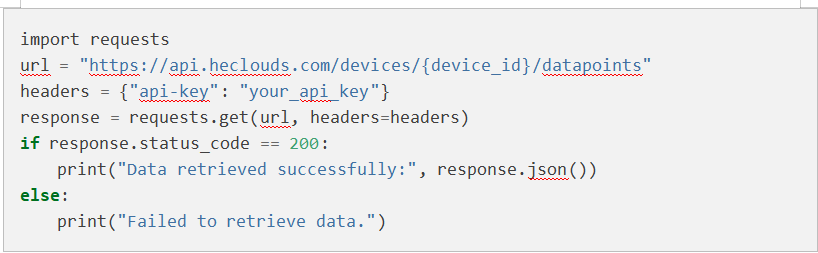 import requests
url = "https://api.heclouds.com/devices/{device_id}/datapoints"
headers = {"api-key": "your_api_key"}
response = requests.get(url, headers=headers)
if response.status_code == 200:
    print("Data retrieved successfully:", response.json())
else:
    print("Failed to retrieve data.")